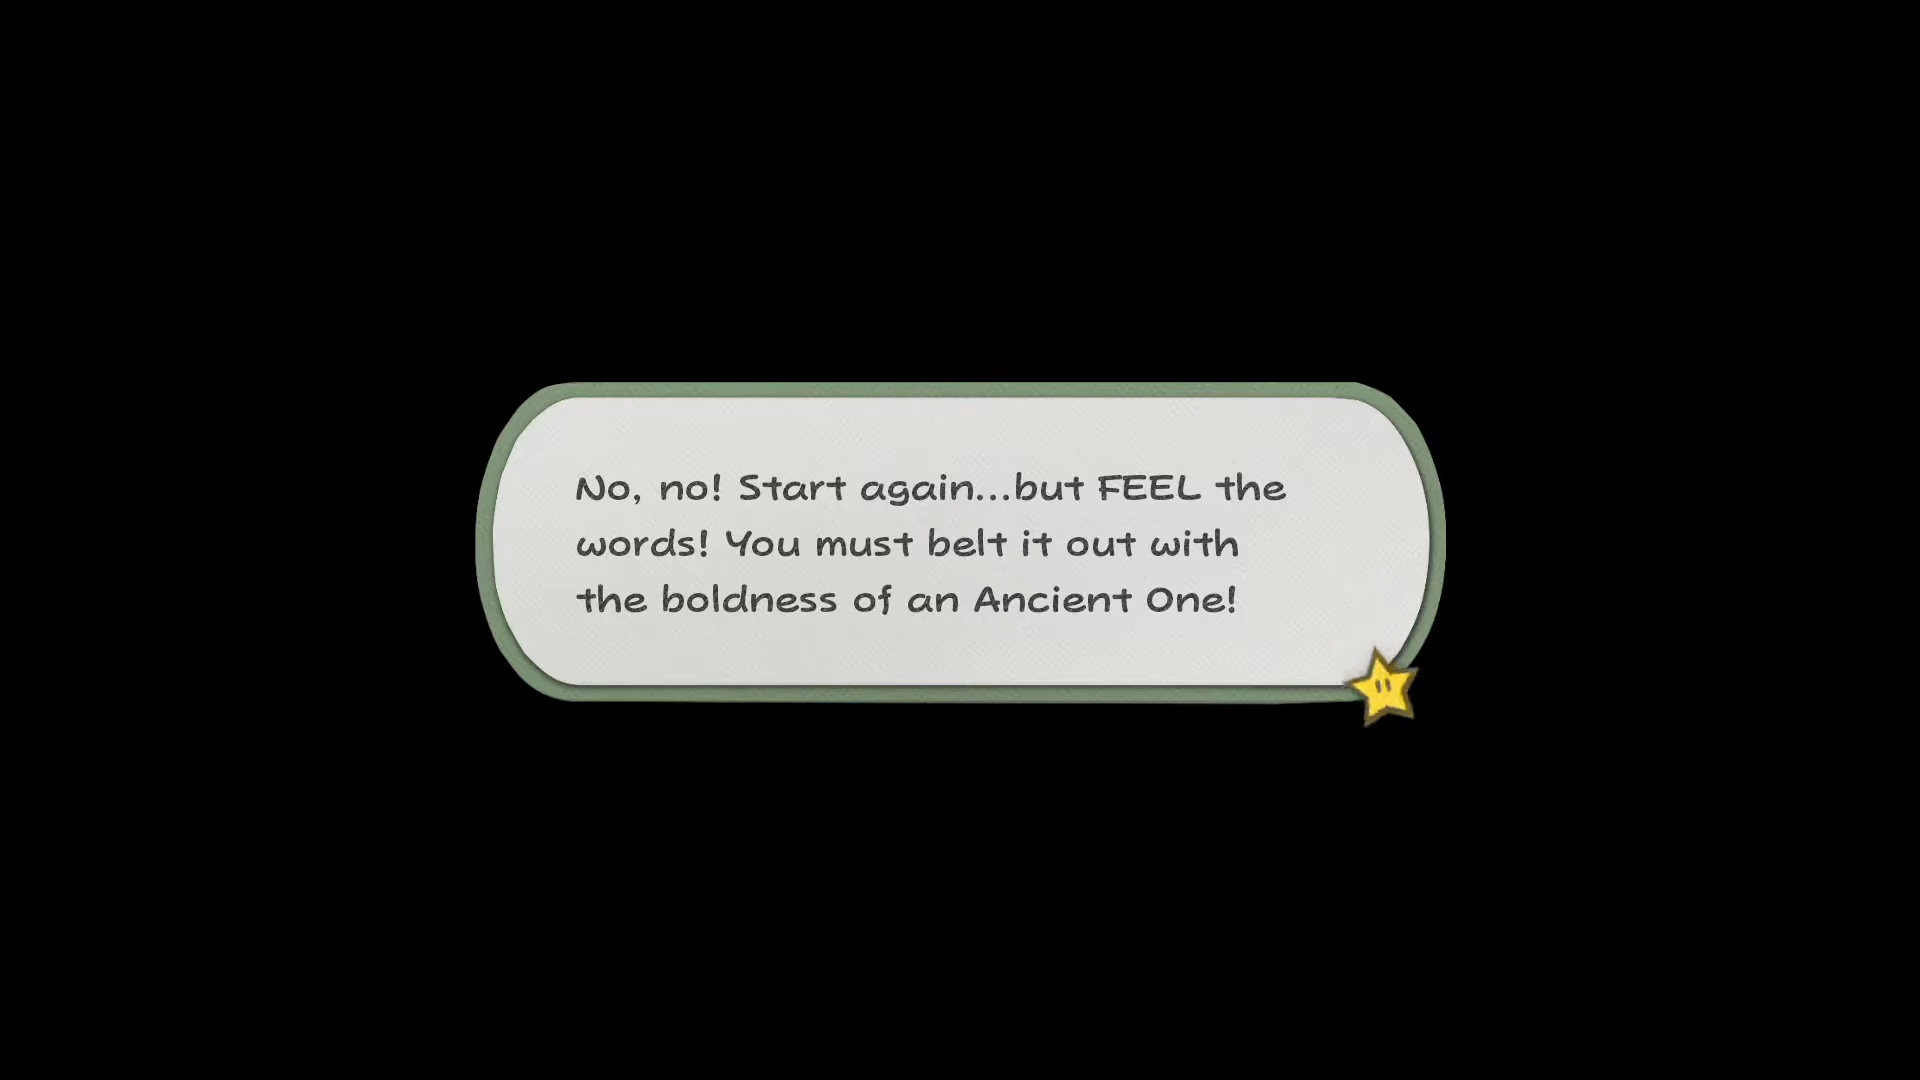 No, no! Start again...but FEEL the
words! You must belt it out with
the boldness of an Ancient One!